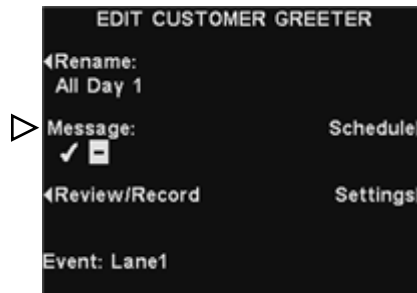 EDIT CUSTOMER GREETER
Rename:
All Day 1
Message: Schedule
✓ -
Review/Record Settings
Event: Lane1